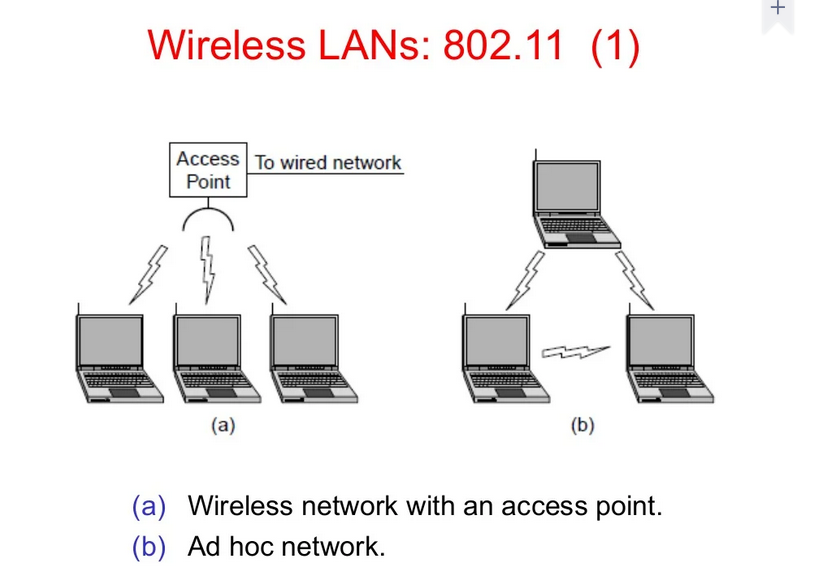 Wireless LANs: 802.11 (1)
Access
Point
To wired network
(a)
(b)
(a) Wireless network with an access point.
(b) Ad hoc network.